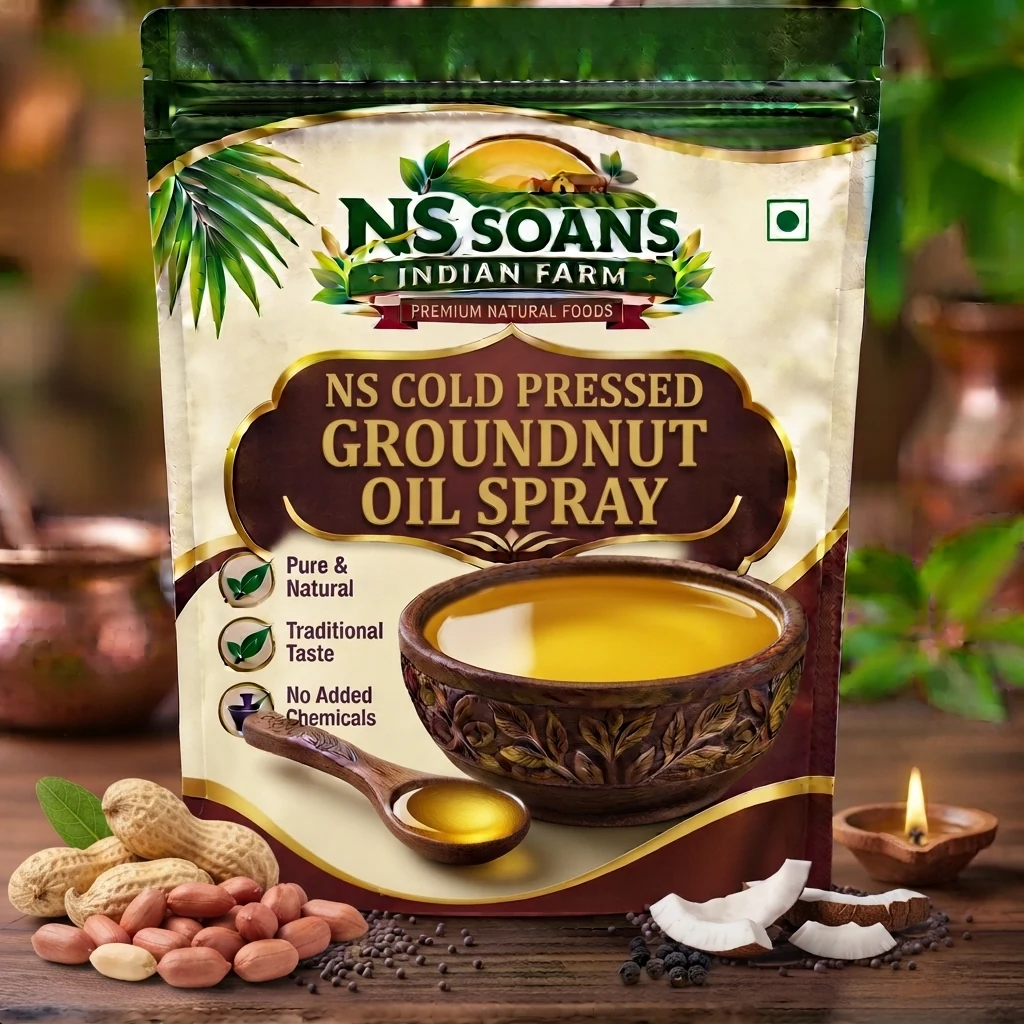 NS SOANS
INDIAN FARM
PREMIUM NATURAL FOODS
NS COLD PRESSED
GROUNDNUT
OIL SPRAY
Pure &
Natural
Traditional
Taste
No Added
Chemicals